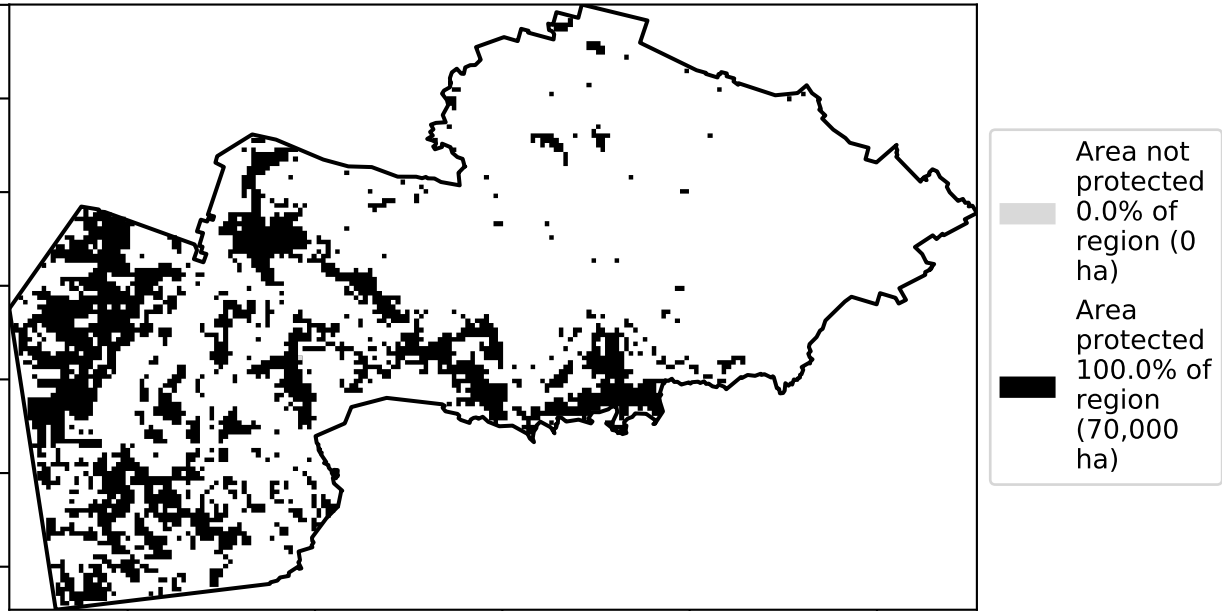 Area not
protected
0.0% of
region (0
ha)
Area
protected
100.0% of
region
(70,000
ha)